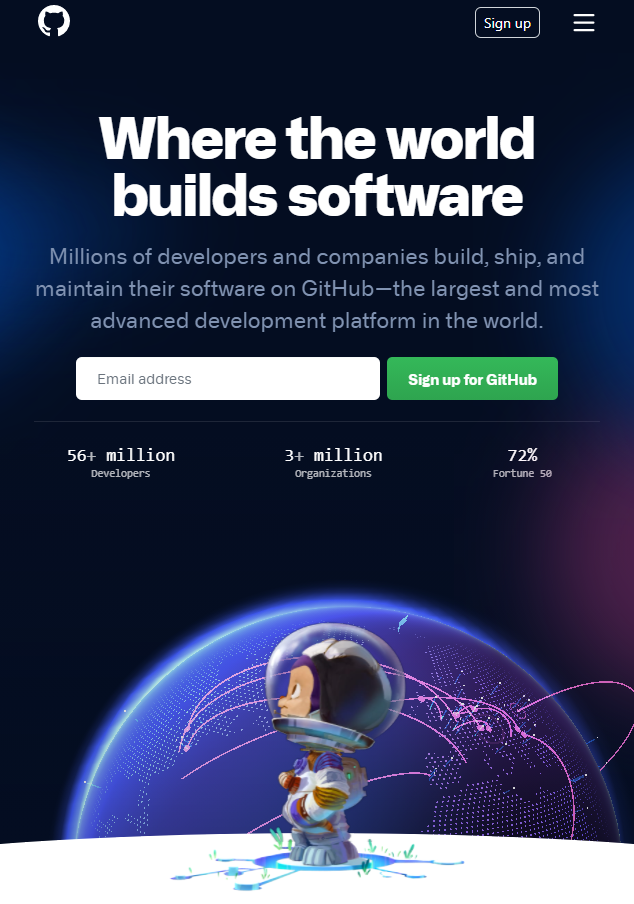 Sign up
Where the world
builds software
Millions of developers and companies build, ship, and
maintain their software on GitHub—the largest and most
advanced development platform in the world.
Email address
Sign up for GitHub
56+ million
Developers
3+ million
Organizations
72%
Fortune 50